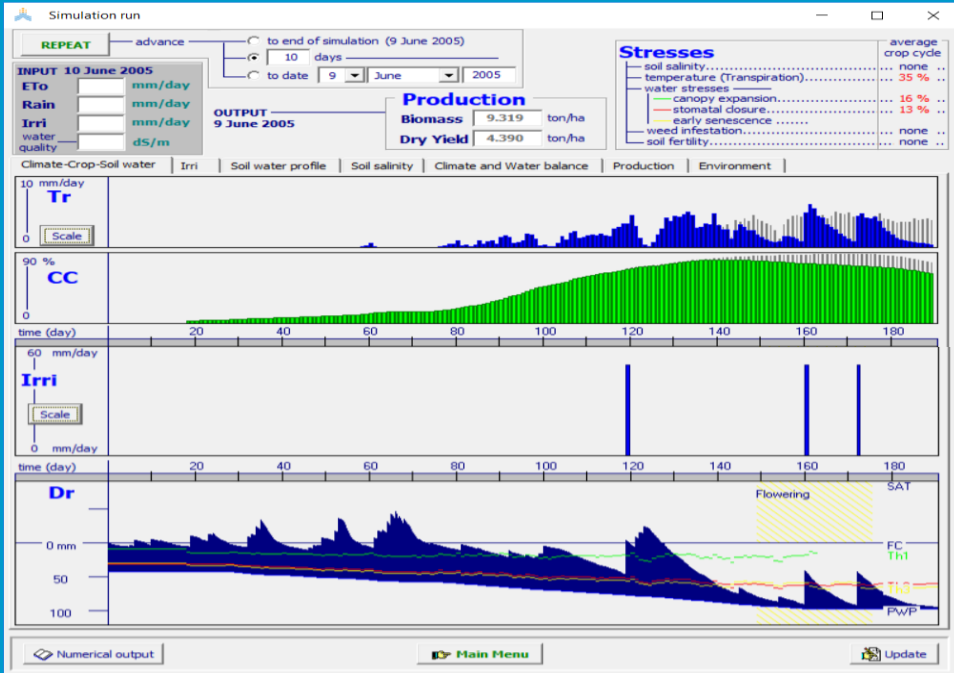 Simulation run
REPEAT
advance
to end of simulation (9 June 2005)
10 days
to date 9 June 2005
INPUT 10 June 2005
ETo mm/day
Rain mm/day
Irri mm/day
water quality dS/m
OUTPUT
9 June 2005
Production
Biomass 9.319 ton/ha
Dry Yield 4.390 ton/ha
Stresses
average
crop cycle
soil salinity................. ... none ..
temperature (Transpiration)..... ... 35 % ..
water stresses
canopy expansion............... ... 16 % ..
stomatal closure............... ... 13 % ..
early senescence ......
weed infestation............... ... none ..
soil fertility................. ... none ..
Climate-Crop-Soil water Irri Soil water profile Soil salinity Climate and Water balance Production Environment
10 mm/day
Tr
0 Scale
90 %
CC
0
time (day) 20 40 60 80 100 120 140 160 180
60 mm/day
Irri
Scale
0 mm/day
time (day) 20 40 60 80 100 120 140 160 180
Dr
Flowering
SAT
0 mm
FC
Th1
50
Th3
100
PWP
Numerical output
Main Menu
Update